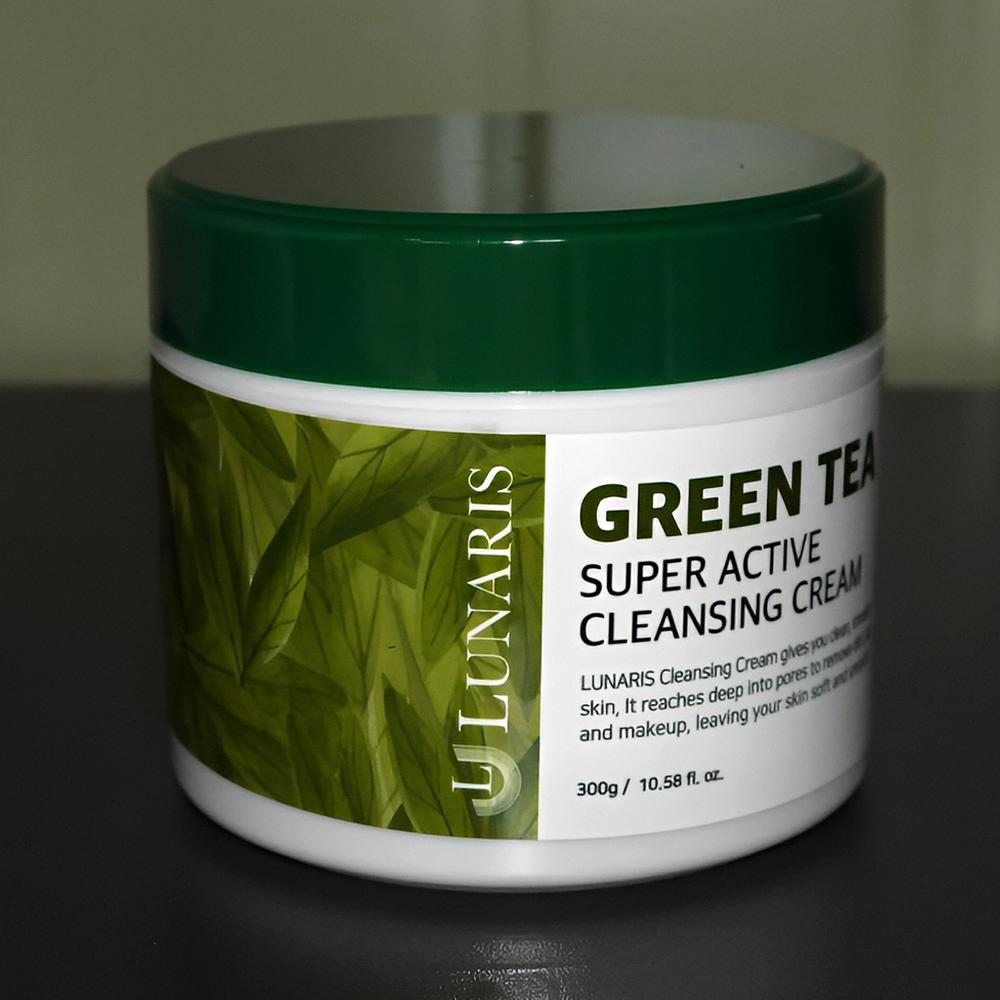 LUNARIS
GREEN TEA
SUPER ACTIVE
CLEANSING CREAM
LUNARIS Cleansing Cream gives you clean,
skin, It reaches deep into pores to remove
and makeup, leaving your skin soft and
300g / 10.58 fl. oz.